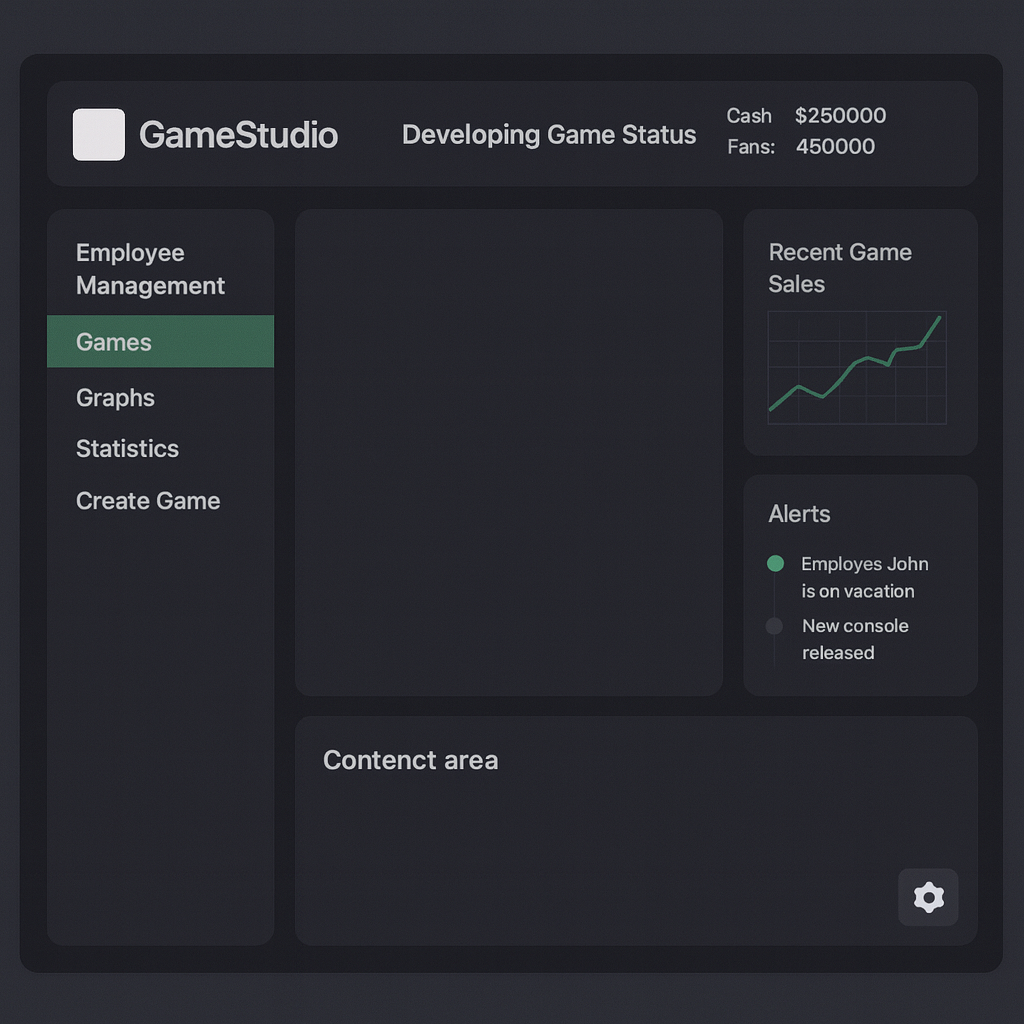 GameStudio
Developing Game Status
Cash $250000
Fans: 450000
Employee
Management
Games
Graphs
Statistics
Create Game
Recent Game
Sales
Alerts
Employes John
is on vacation
New console
released
Contenct area